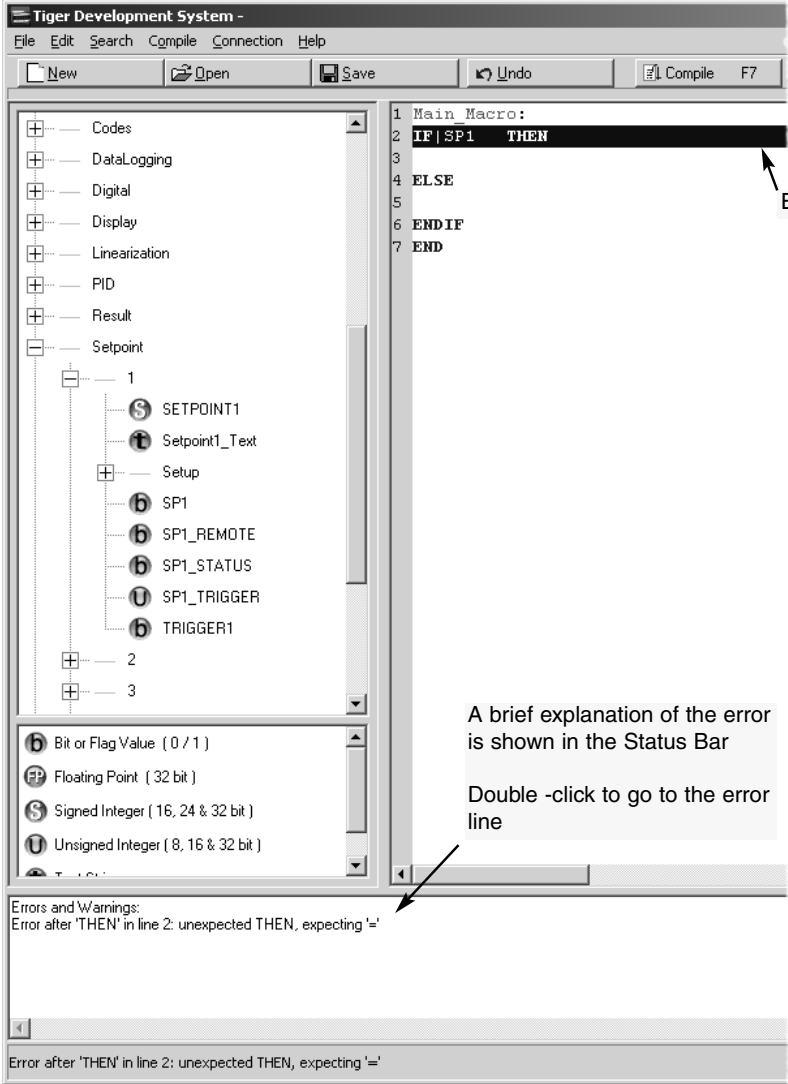 Tiger Development System -
File Edit Search Compile Connection Help
New Open Save Undo Compile F7
Codes
DataLogging
Digital
Display
Linearization
PID
Result
Setpoint
1
SETPOINT1
Setpoint1_Text
Setup
SP1
SP1_REMOTE
SP1_STATUS
SP1_TRIGGER
TRIGGER1
2
3
b Bit or Flag Value ( 0 / 1 )
FP Floating Point ( 32 bit )
S Signed Integer ( 16, 24 & 32 bit )
U Unsigned Integer ( 8, 16 & 32 bit )
1 Main_Macro:
2 IF|SP1 THEN
3
4 ELSE
5
6 ENDIF
7 END
A brief explanation of the error
is shown in the Status Bar
Double -click to go to the error
line
Errors and Warnings:
Error after 'THEN' in line 2: unexpected THEN, expecting '='
Error after 'THEN' in line 2: unexpected THEN, expecting '='